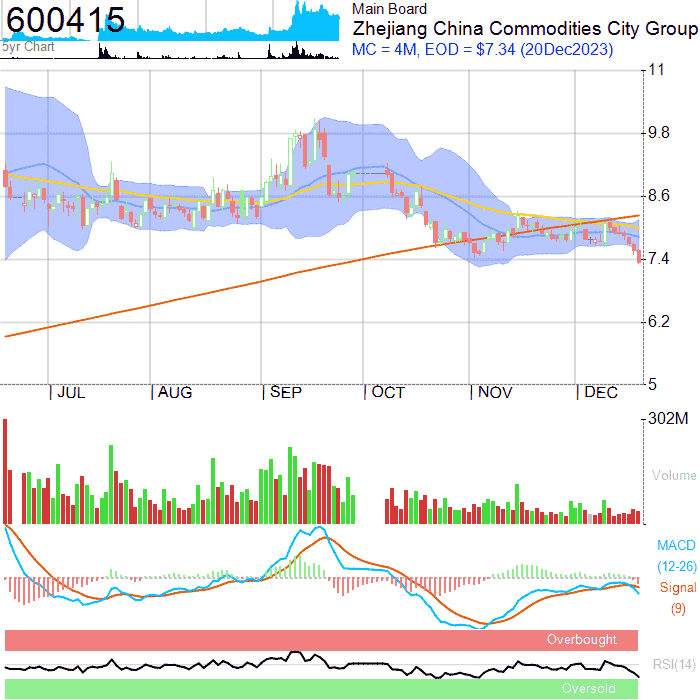 600415
5yr Chart
Main Board
Zhejiang China Commodities City Group
MC = 4M, EOD = $7.34 (20Dec2023)
11
9.8
8.6
7.4
6.2
5
JUL AUG SEP OCT NOV DEC
302M
Volume
MACD
(12-26)
Signal
(9)
Overbought
RSI(14)
Oversold